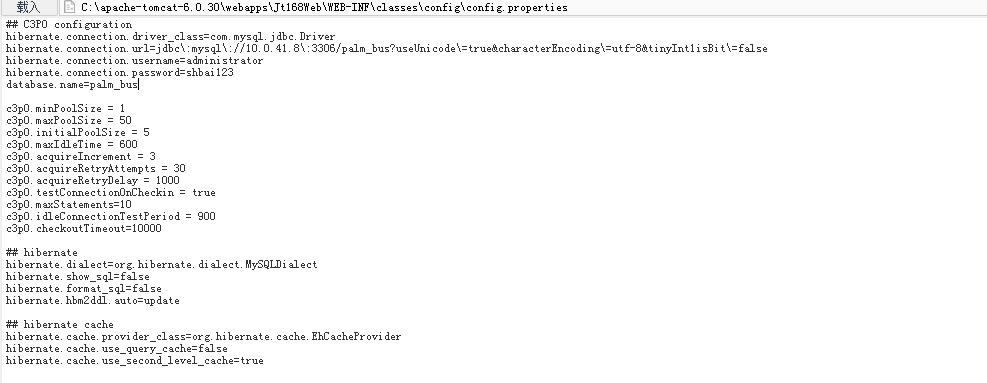 载入 C:\apache-tomcat-6.0.30\webapps\Jt168Web\WEB-INF\classes\config\config.properties
## C3P0 configuration
hibernate.connection.driver_class=com.mysql.jdbc.Driver
hibernate.connection.url=jdbc\:mysql\://10.0.41.8\:3306/palm_bus?useUnicode\=true&characterEncoding\=utf-8&tinyInt1isBit\=false
hibernate.connection.username=administrator
hibernate.connection.password=shbai123
database.name=palm_bus
c3p0.minPoolSize = 1
c3p0.maxPoolSize = 50
c3p0.initialPoolSize = 5
c3p0.maxIdleTime = 600
c3p0.acquireIncrement = 3
c3p0.acquireRetryAttempts = 30
c3p0.acquireRetryDelay = 1000
c3p0.testConnectionOnCheckin = true
c3p0.maxStatements=10
c3p0.idleConnectionTestPeriod = 900
c3p0.checkoutTimeout=10000
## hibernate
hibernate.dialect=org.hibernate.dialect.MySQLDialect
hibernate.show_sql=false
hibernate.format_sql=false
hibernate.hbm2ddl.auto=update
## hibernate cache
hibernate.cache.provider_class=org.hibernate.cache.EhCacheProvider
hibernate.cache.use_query_cache=false
hibernate.cache.use_second_level_cache=true